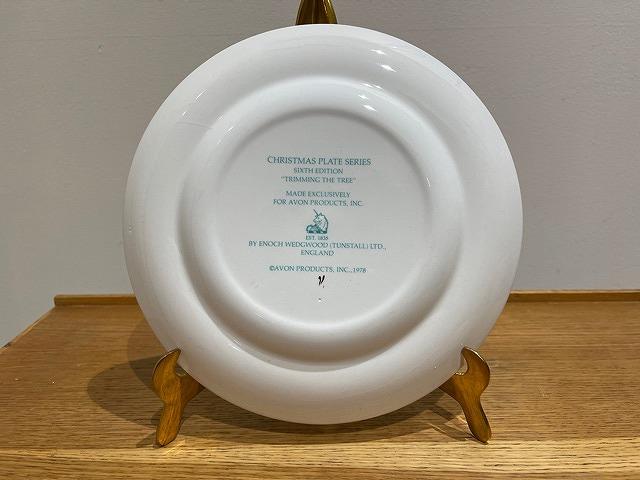 CHRISTMAS PLATE SERIES
SIXTH EDITION
"TRIMMING THE TREE"
MADE EXCLUSIVELY
FOR AVON PRODUCTS, INC.
EST. 1835
BY ENOCH WEDGWOOD (TUNSTALL) LTD.,
ENGLAND
©AVON PRODUCTS, INC., 1978